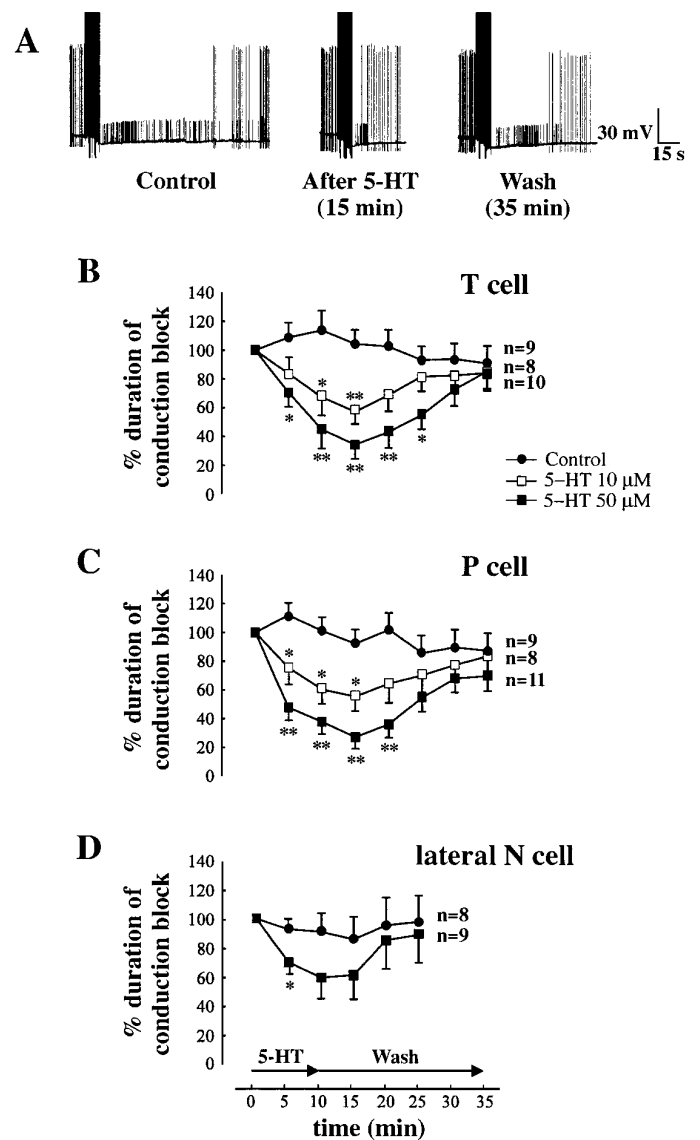 A
30 mV
15 s
Control
After 5-HT
(15 min)
Wash
(35 min)
B
T cell
% duration of
conduction block
140
120
100
80
60
40
20
0
* ** * ** ** ** *
n=9
n=8
n=10
Control
5-HT 10 µM
5-HT 50 µM
C
P cell
% duration of
conduction block
140
120
100
80
60
40
20
0
* * * ** ** ** **
n=9
n=8
n=11
D
lateral N cell
% duration of
conduction block
140
120
100
80
60
40
20
0
*
n=8
n=9
5-HT
Wash
0 5 10 15 20 25 30 35
time (min)